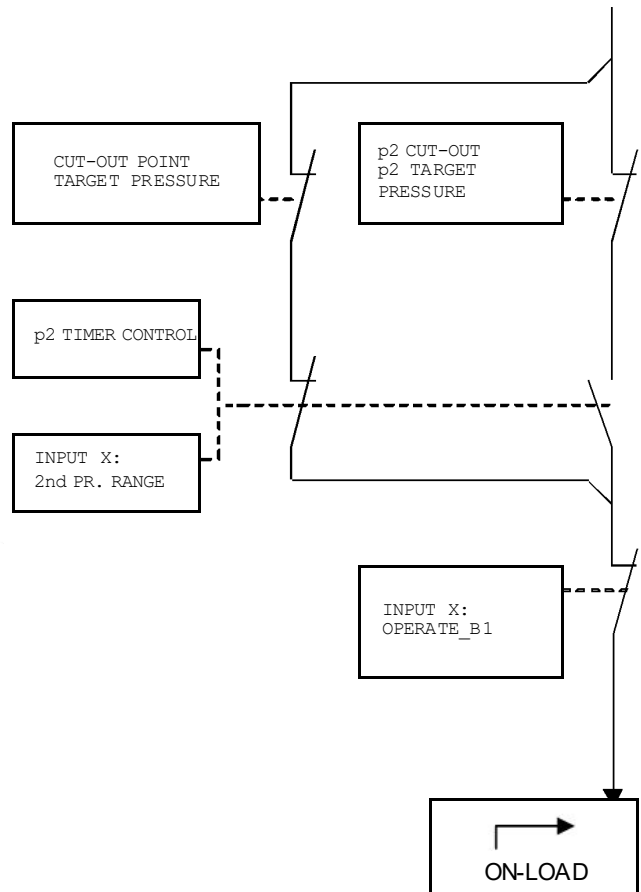 CUT-OUT POINT
TARGET PRESSURE
p2 CUT-OUT
p2 TARGET
PRESSURE
p2 TIMER CONTROL
INPUT X:
2nd PR. RANGE
INPUT X:
OPERATE_B1
ON-LOAD